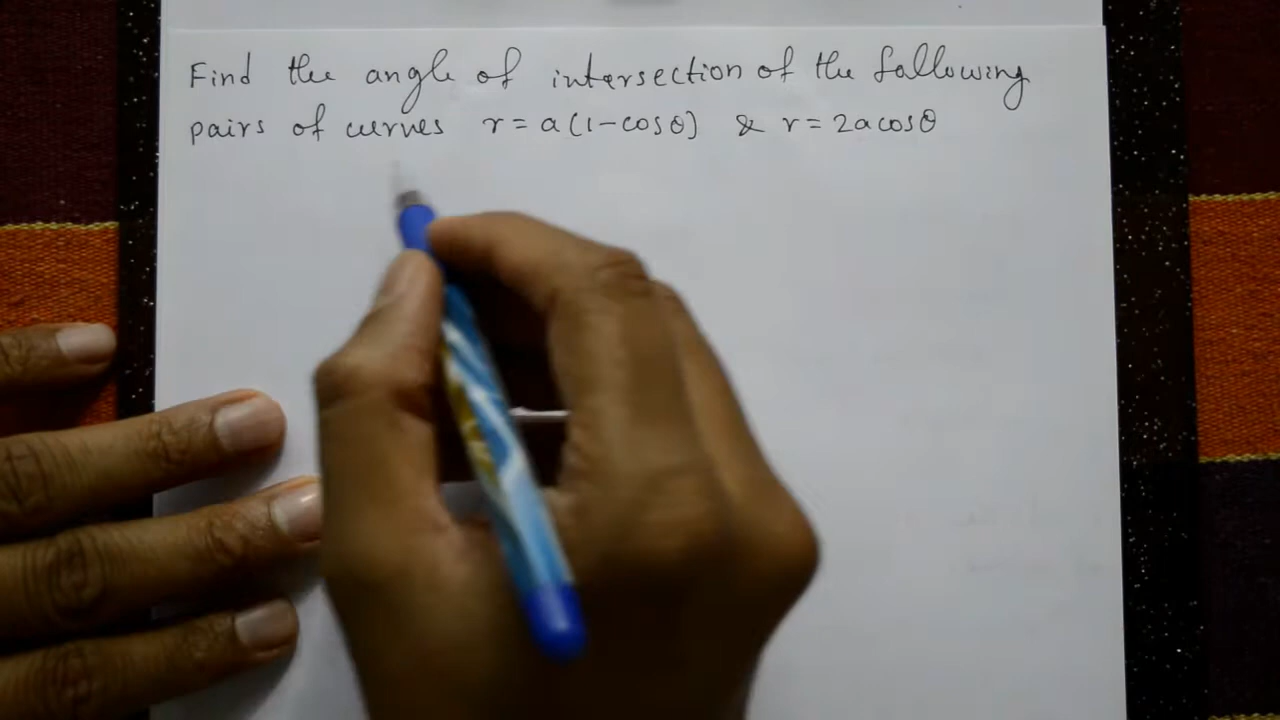 Find the angle of intersection of the following
pairs of curves r = a(1-cosθ) & r = 2acosθ